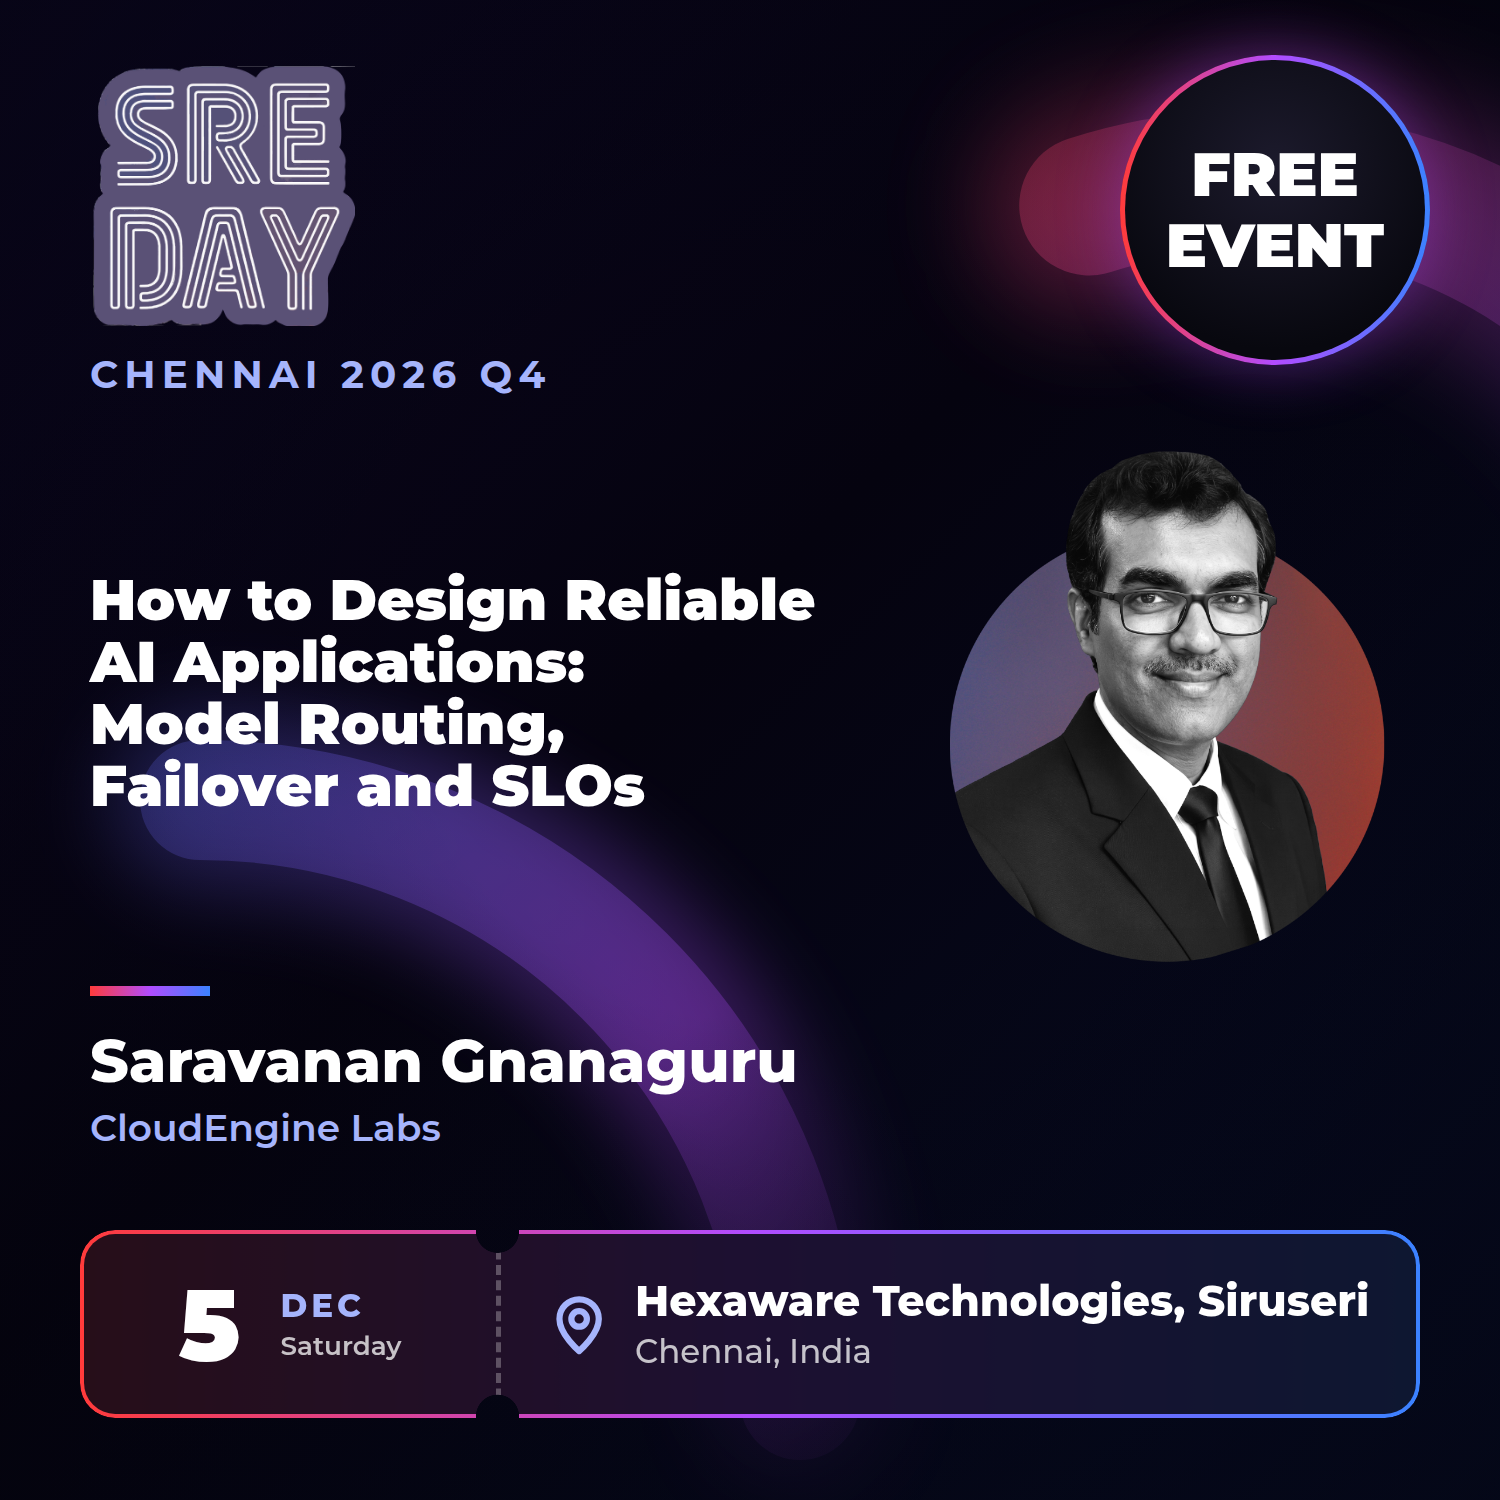 SRE
DAY
CHENNAI 2026 Q4
FREE
EVENT
How to Design Reliable
AI Applications:
Model Routing,
Failover and SLOs
Saravanan Gnanaguru
CloudEngine Labs
5
DEC
Saturday
Hexaware Technologies, Siruseri
Chennai, India